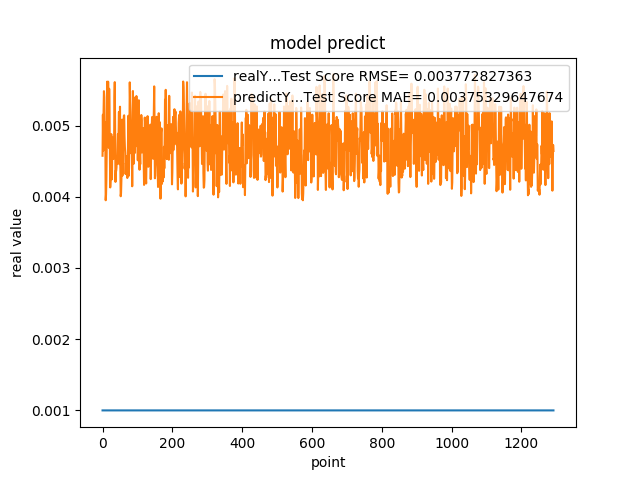 model predict
realY...Test Score RMSE= 0.003772827363
predictY...Test Score MAE= 0.00375329647674
0.005
0.004
0.003
0.002
0.001
real value
0 200 400 600 800 1000 1200
point